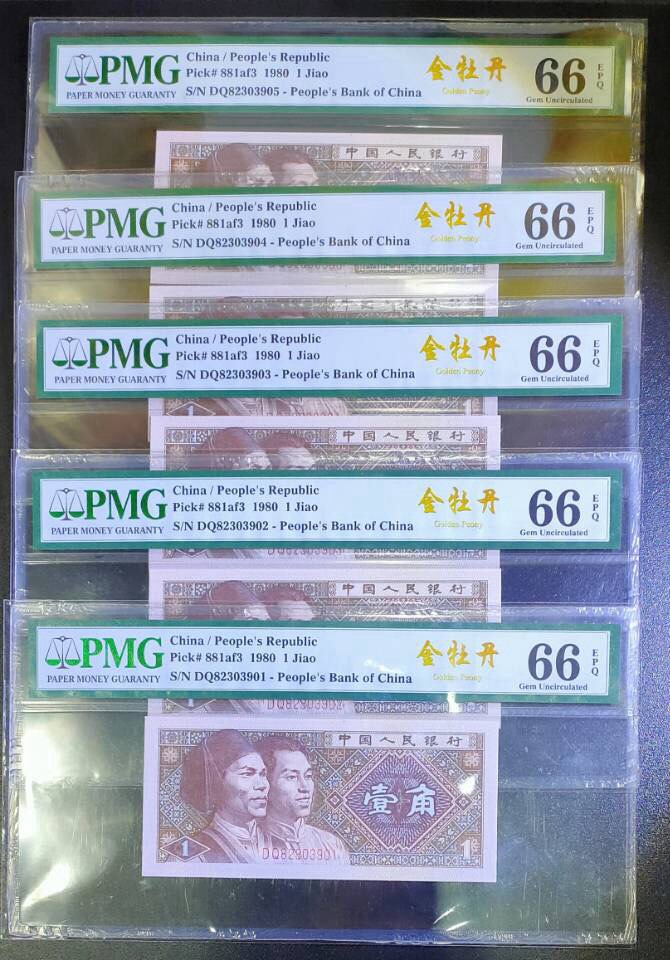 PMG
PAPER MONEY GUARANTY
China / People's Republic
Pick# 881af3 1980 1 Jiao
S/N DQ82303905 - People's Bank of China
金牡丹
Golden Peony
66
EPQ
Gem Uncirculated
中国人民银行
PMG
PAPER MONEY GUARANTY
China / People's Republic
Pick# 881af3 1980 1 Jiao
S/N DQ82303904 - People's Bank of China
金牡丹
Golden Peony
66
EPQ
Gem Uncirculated
PMG
PAPER MONEY GUARANTY
China / People's Republic
Pick# 881af3 1980 1 Jiao
S/N DQ82303903 - People's Bank of China
金牡丹
Golden Peony
66
EPQ
Gem Uncirculated
1
1
中国人民银行
PMG
PAPER MONEY GUARANTY
China / People's Republic
Pick# 881af3 1980 1 Jiao
S/N DQ82303902 - People's Bank of China
金牡丹
Golden Peony
66
EPQ
Gem Uncirculated
中国人民银行
PMG
PAPER MONEY GUARANTY
China / People's Republic
Pick# 881af3 1980 1 Jiao
S/N DQ82303901 - People's Bank of China
金牡丹
Golden Peony
66
EPQ
Gem Uncirculated
1
DQ82303902
中国人民银行
壹角
1
DQ82303901
1